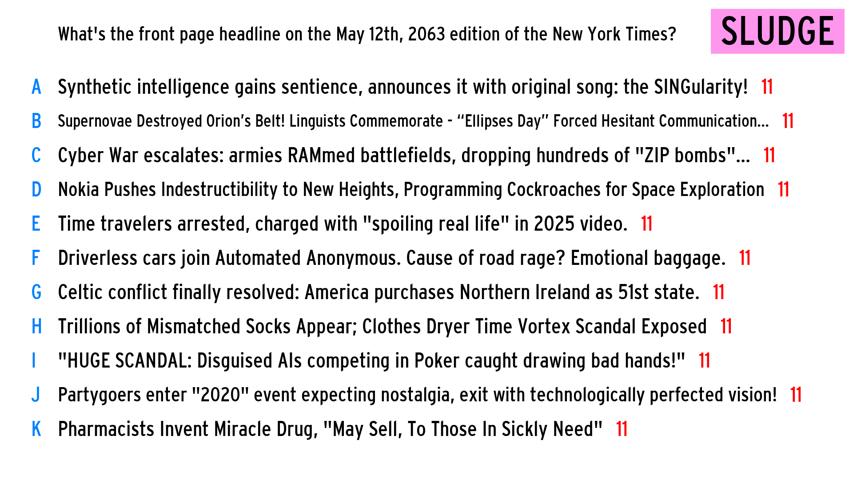 What's the front page headline on the May 12th, 2063 edition of the New York Times?
SLUDGE
A Synthetic intelligence gains sentience, announces it with original song: the SINGularity! 11
B Supernovae Destroyed Orion's Belt! Linguists Commemorate - “Ellipses Day” Forced Hesitant Communication... 11
C Cyber War escalates: armies RAMmed battlefields, dropping hundreds of "ZIP bombs"... 11
D Nokia Pushes Indestructibility to New Heights, Programming Cockroaches for Space Exploration 11
E Time travelers arrested, charged with "spoiling real life" in 2025 video. 11
F Driverless cars join Automated Anonymous. Cause of road rage? Emotional baggage. 11
G Celtic conflict finally resolved: America purchases Northern Ireland as 51st state. 11
H Trillions of Mismatched Socks Appear; Clothes Dryer Time Vortex Scandal Exposed 11
I "HUGE SCANDAL: Disguised AIs competing in Poker caught drawing bad hands!" 11
J Partygoers enter "2020" event expecting nostalgia, exit with technologically perfected vision! 11
K Pharmacists Invent Miracle Drug, "May Sell, To Those In Sickly Need" 11